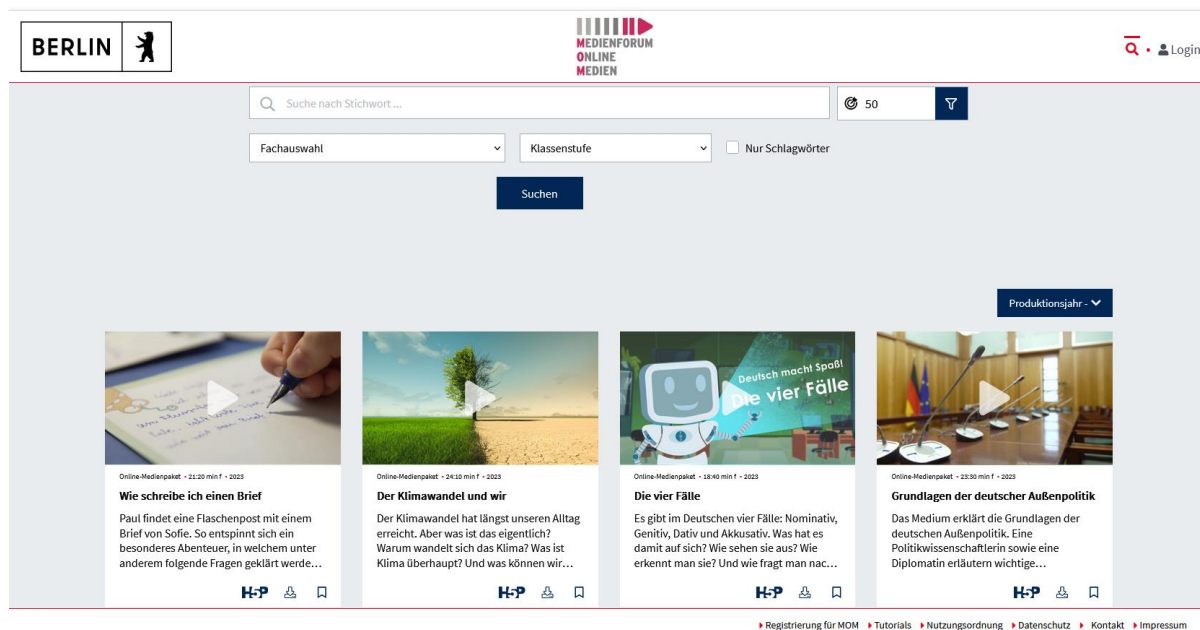 BERLIN
MEDIENFORUM
ONLINE
MEDIEN
Login
Suche nach Stichwort ...
50
Fachauswahl
Klassenstufe
Nur Schlagwörter
Suchen
Produktionsjahr -
Deutsch macht Spaß!
Die vier Fälle
Online-Medienpaket • 21:20 min f • 2023
Wie schreibe ich einen Brief
Paul findet eine Flaschenpost mit einem
Brief von Sofie. So entspinnt sich ein
besonderes Abenteuer, in welchem unter
anderem folgende Fragen geklärt werde...
H5P
Online-Medienpaket • 24:10 min f • 2023
Der Klimawandel und wir
Der Klimawandel hat längst unseren Alltag
erreicht. Aber was ist das eigentlich?
Warum wandelt sich das Klima? Was ist
Klima überhaupt? Und was können wir...
H5P
Online-Medienpaket • 18:40 min f • 2023
Die vier Fälle
Es gibt im Deutschen vier Fälle: Nominativ,
Genitiv, Dativ und Akkusativ. Was hat es
damit auf sich? Wie sehen sie aus? Wie
erkennt man sie? Und wie fragt man nac...
H5P
Online-Medienpaket • 23:30 min f • 2023
Grundlagen der deutscher Außenpolitik
Das Medium erklärt die Grundlagen der
deutschen Außenpolitik. Eine
Politikwissenschaftlerin sowie eine
Diplomatin erläutern wichtige...
H5P
Registrierung für MOM Tutorials Nutzungsordnung Datenschutz Kontakt Impressum